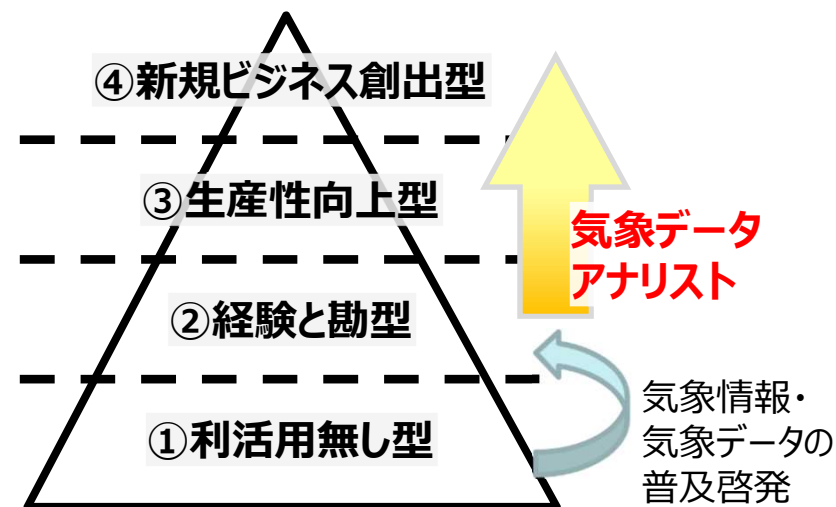 ④新規ビジネス創出型
③生産性向上型
気象データ
アナリスト
②経験と勘型
気象情報・
気象データの
普及啓発
①利活用無し型